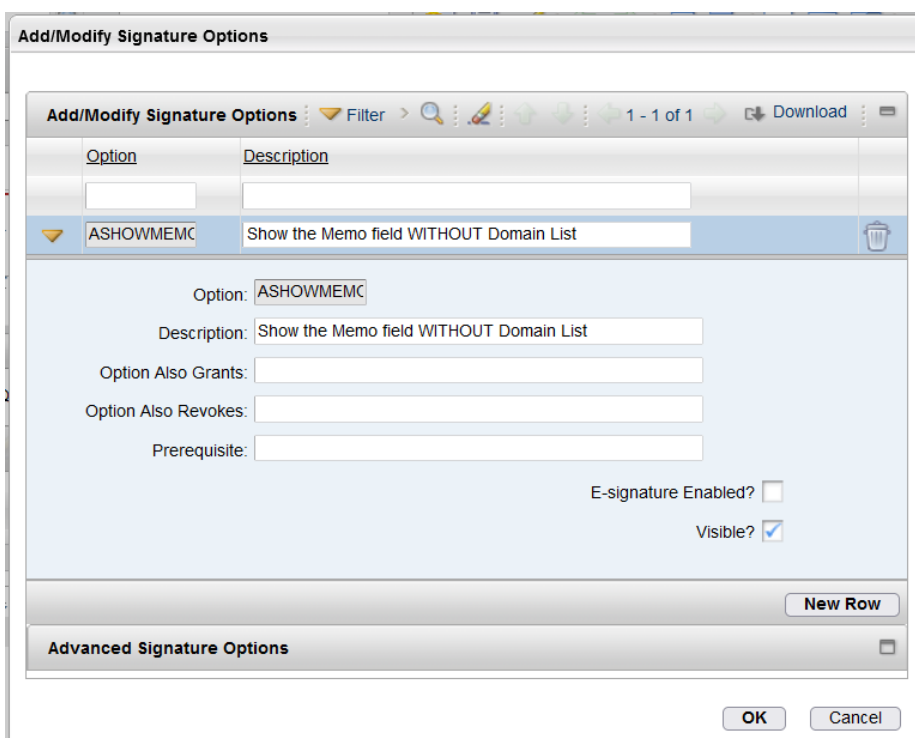 Add/Modify Signature Options
Add/Modify Signature Options Filter 1 - 1 of 1 Download
Option Description
ASHOWMEMO Show the Memo field WITHOUT Domain List
Option: ASHOWMEMO
Description: Show the Memo field WITHOUT Domain List
Option Also Grants:
Option Also Revokes:
Prerequisite:
E-signature Enabled?
Visible?
New Row
Advanced Signature Options
OK Cancel